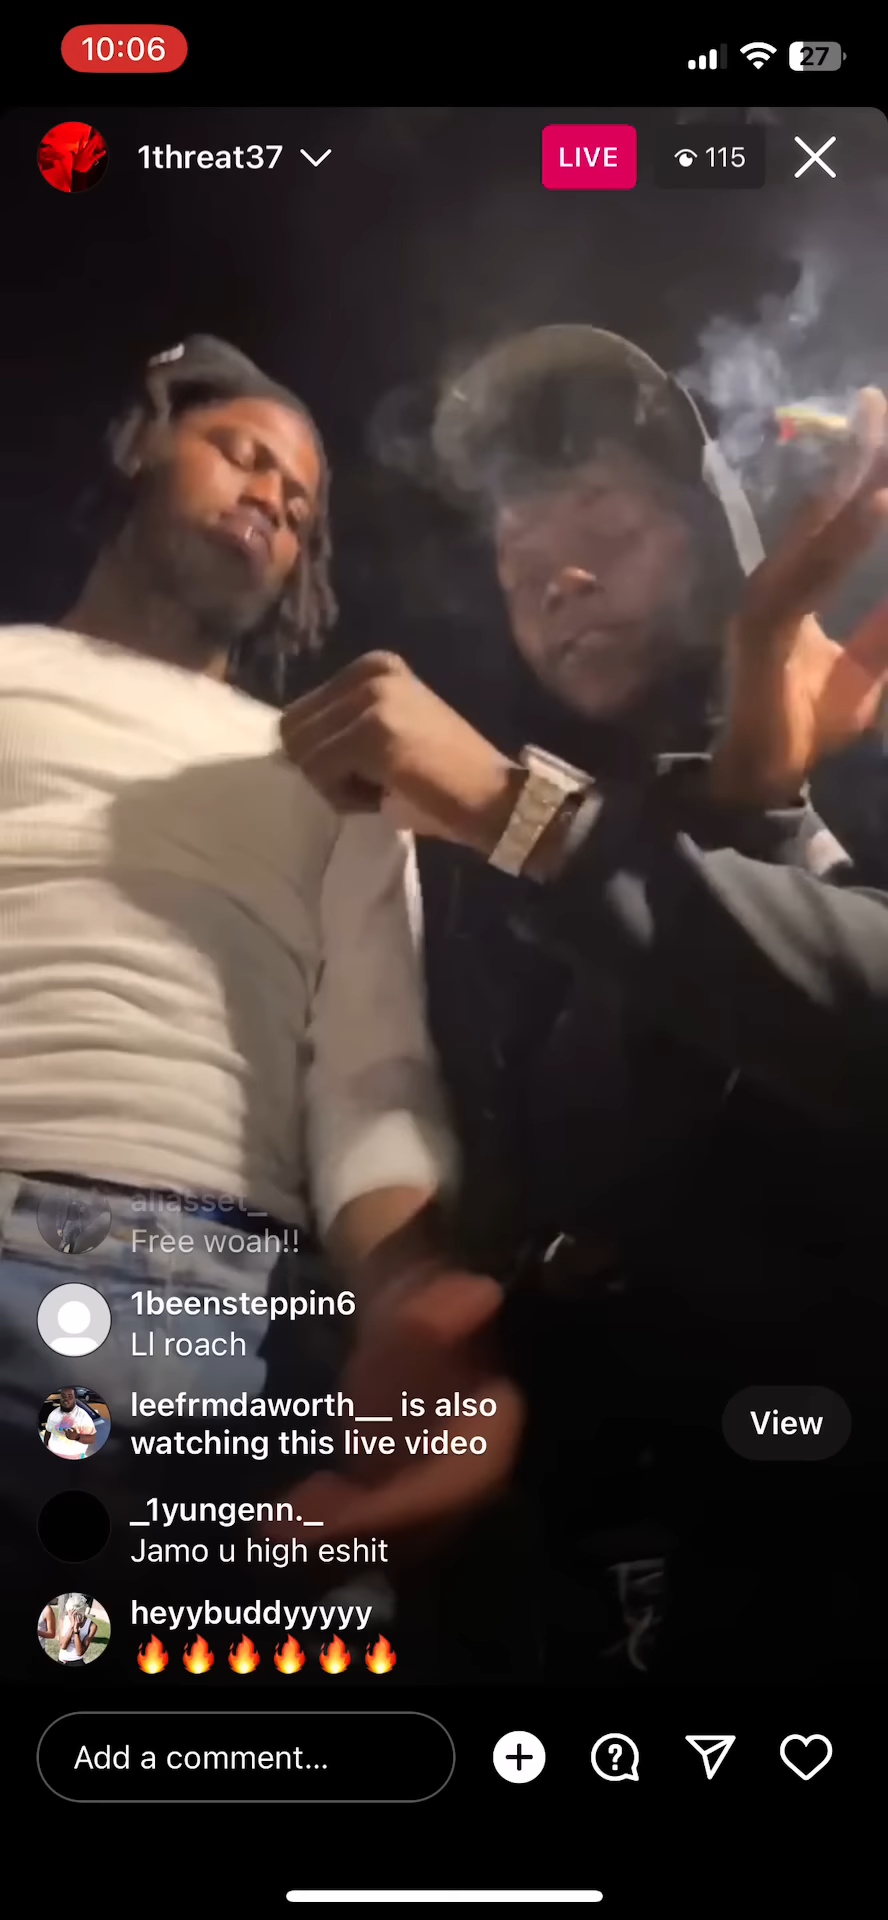 10:06
27
1threat37
LIVE
115
aliasset_
Free woah!!
1beensteppin6
Ll roach
leefrmdaworth__ is also
watching this live video
View
_1yungenn._
Jamo u high eshit
heyybuddyyyyy
🔥🔥🔥🔥🔥🔥
Add a comment...